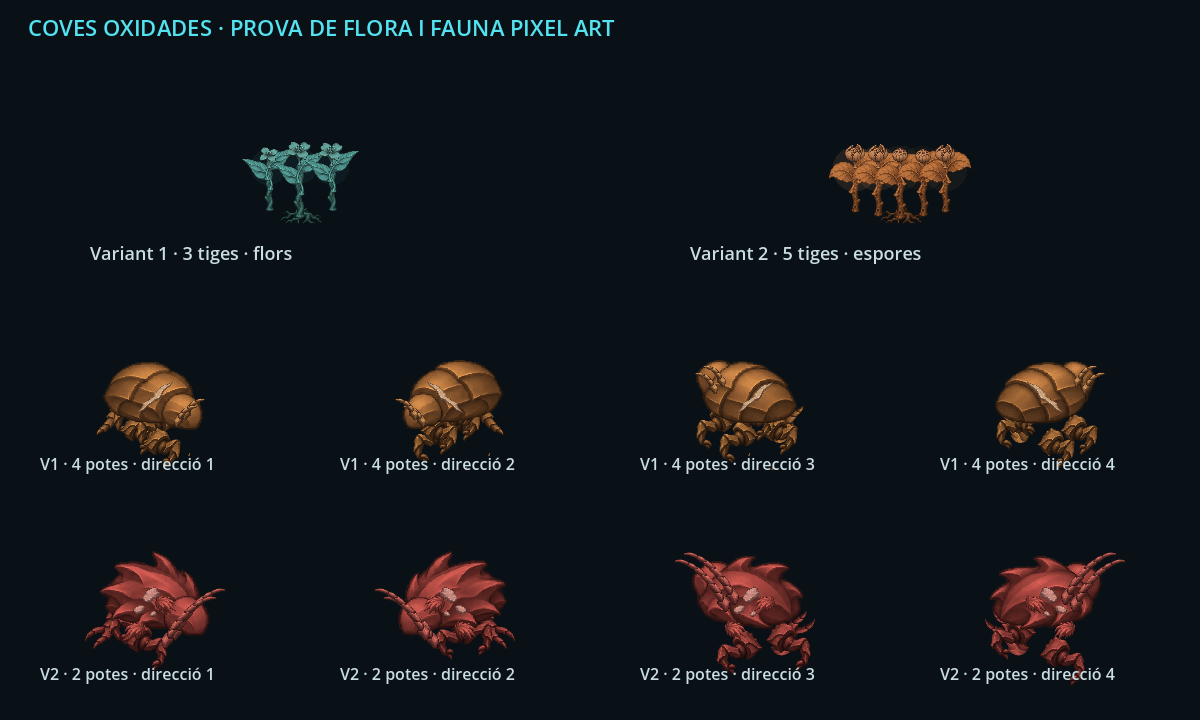 COVES OXIDADES · PROVA DE FLORA I FAUNA PIXEL ART
Variant 1 · 3 tiges · flors
Variant 2 · 5 tiges · espores
V1 · 4 potes · direcció 1
V1 · 4 potes · direcció 2
V1 · 4 potes · direcció 3
V1 · 4 potes · direcció 4
V2 · 2 potes · direcció 1
V2 · 2 potes · direcció 2
V2 · 2 potes · direcció 3
V2 · 2 potes · direcció 4